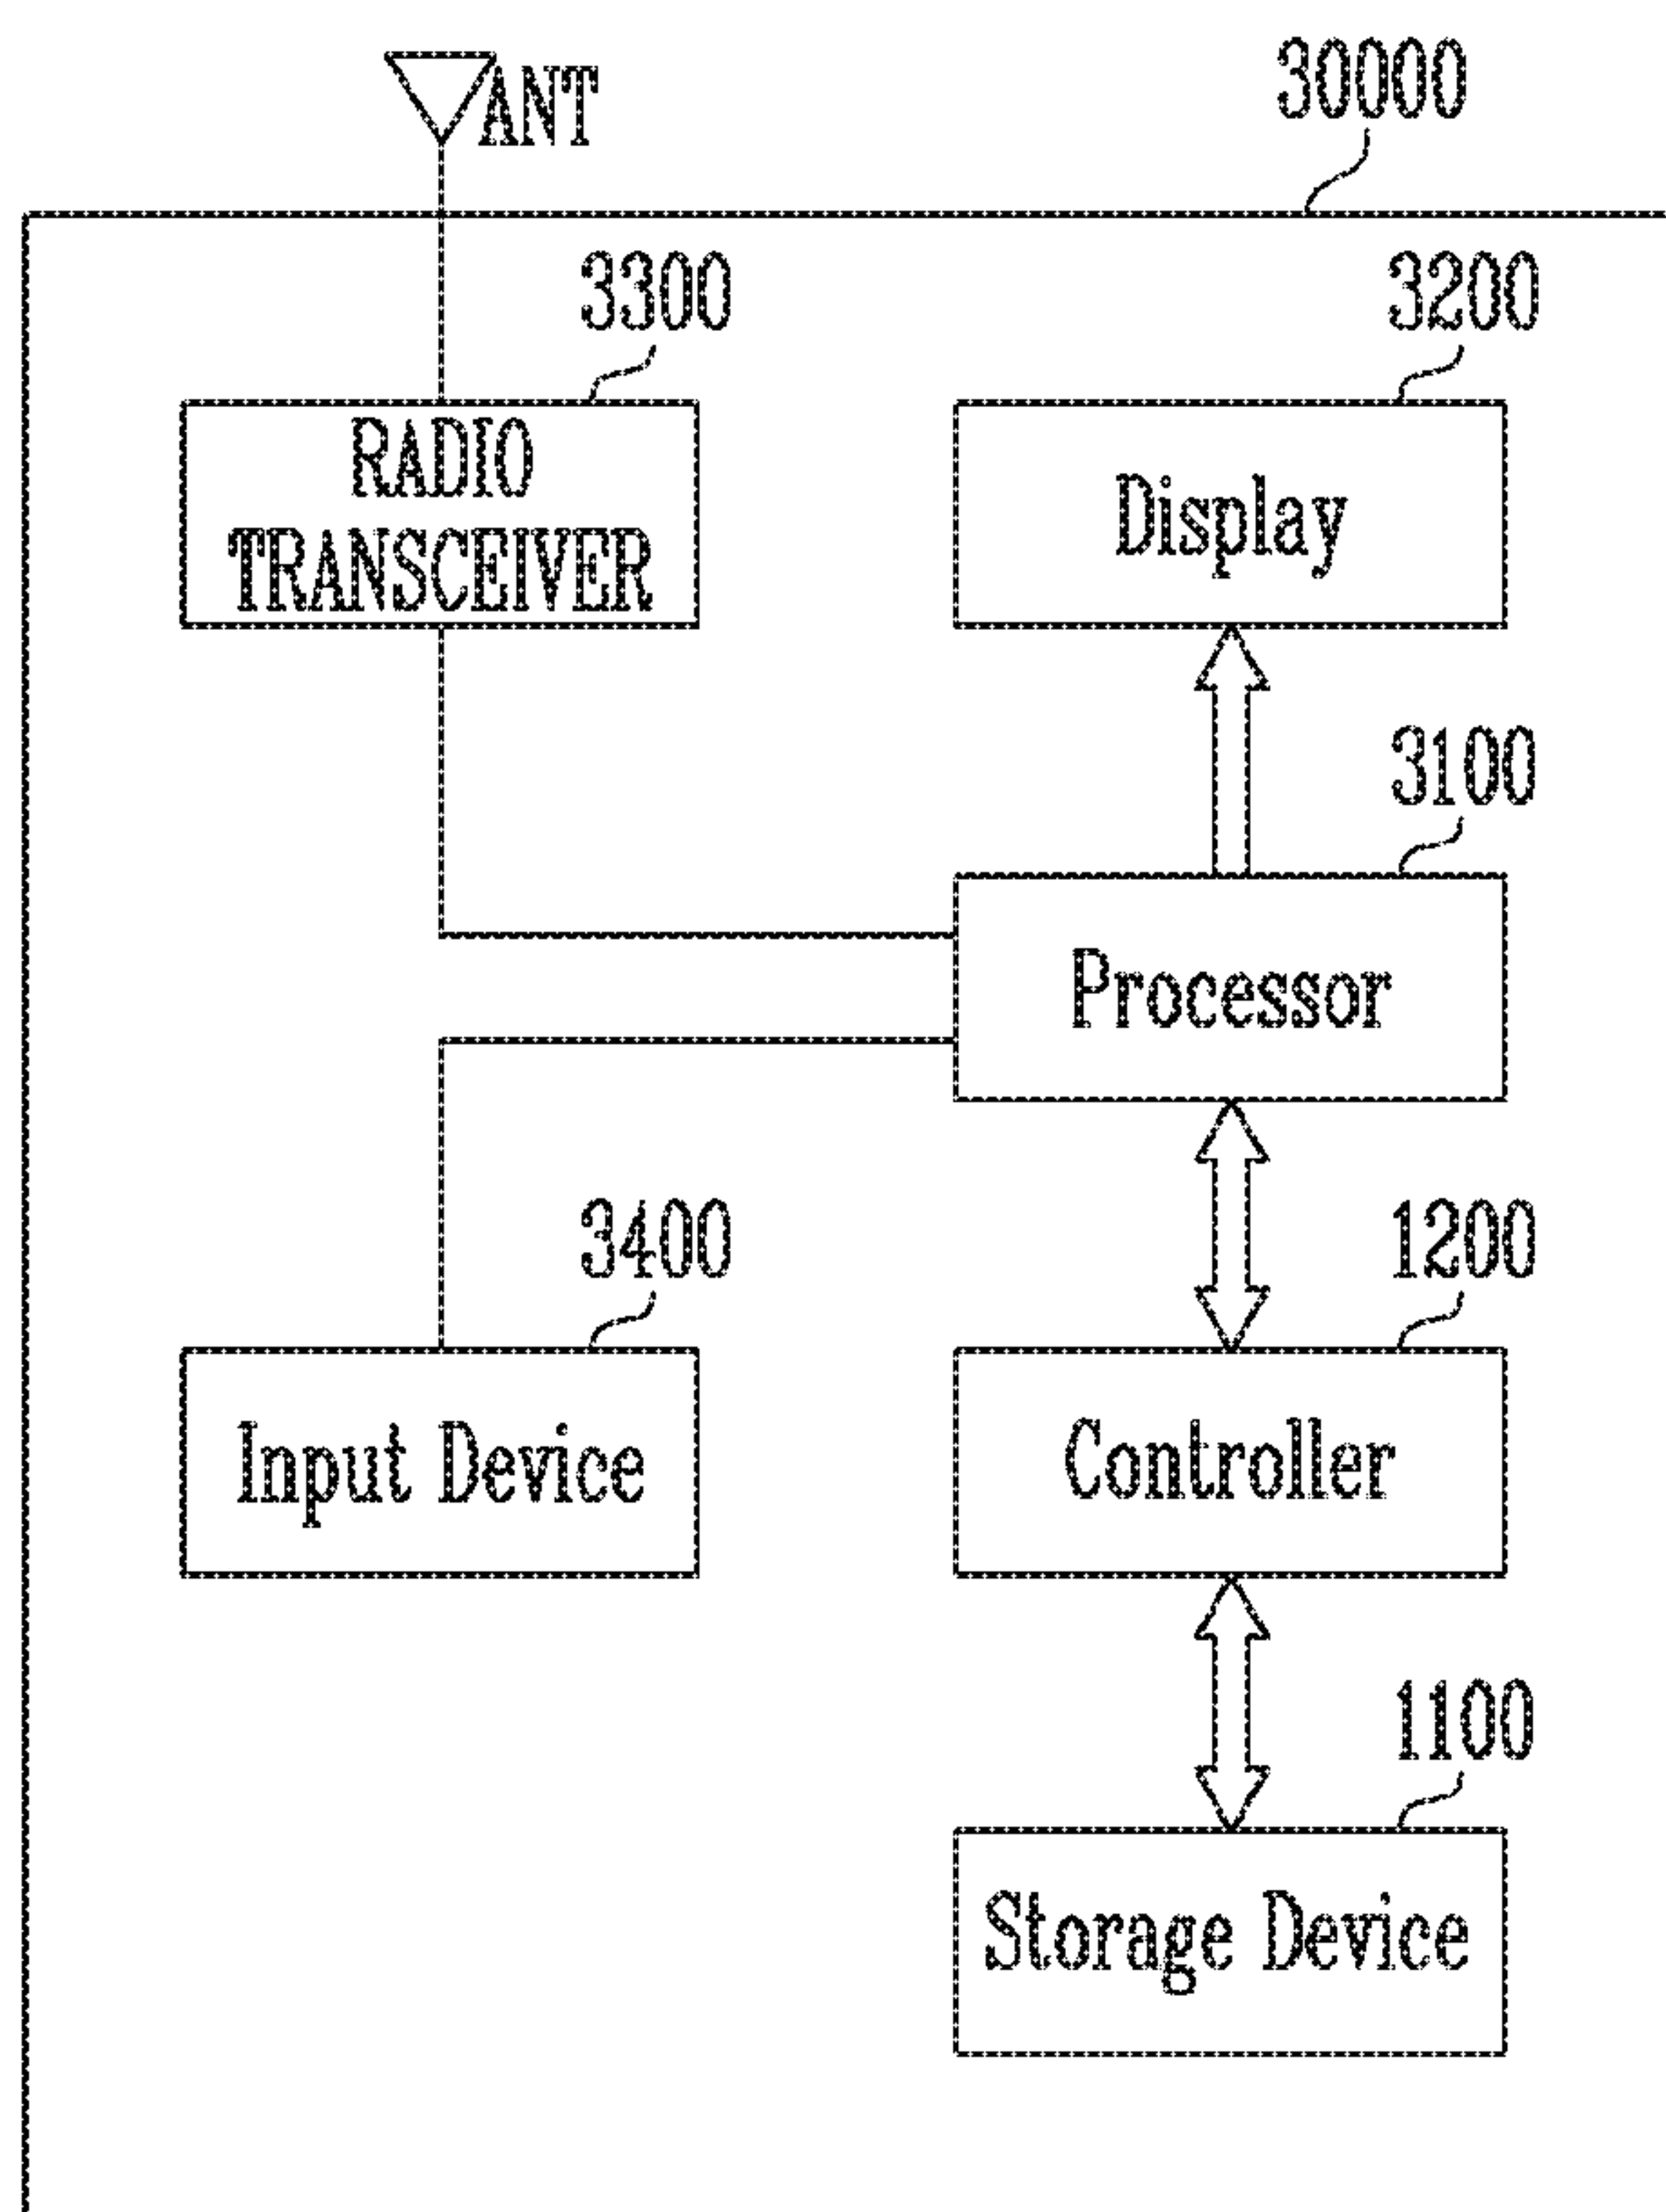 ANT
30000
3300
3200
RADIO
TRANSCEIVER
Display
3100
Processor
3400
1200
Input Device
Controller
1100
Storage Device